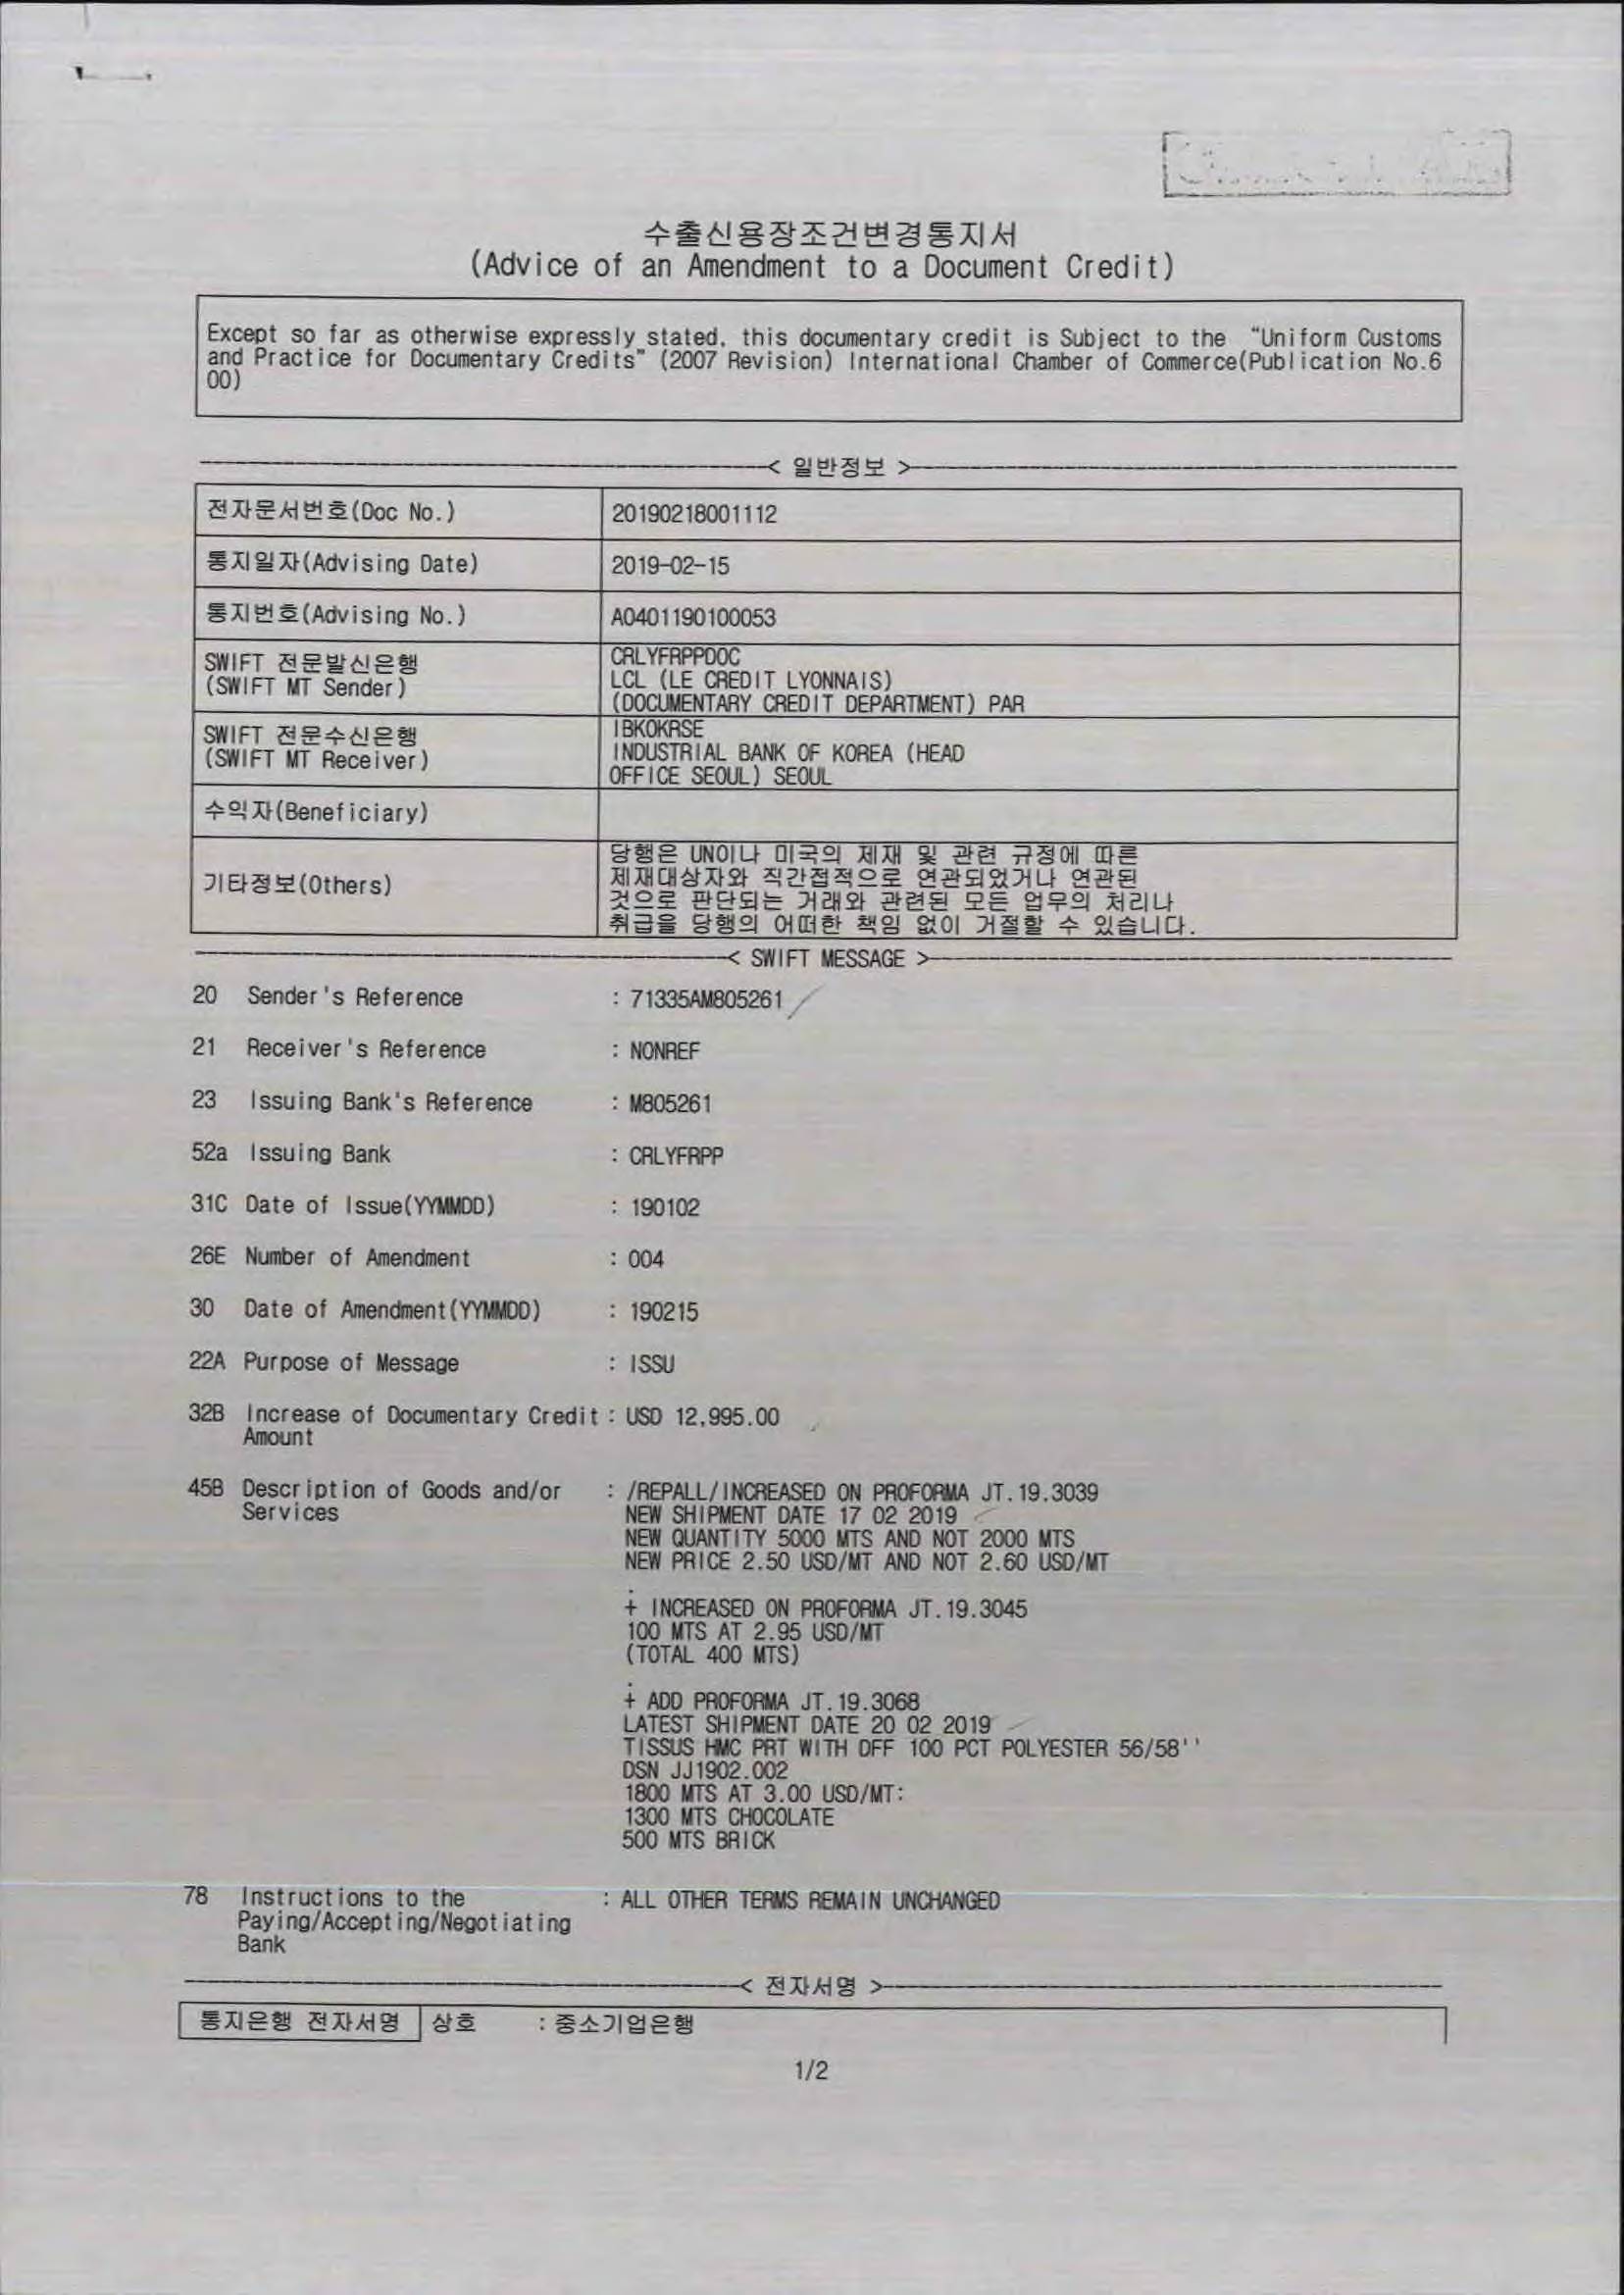 수출신용장조건변경통지서
(Advice of an Amendment to a Document Credit)
Except so far as otherwise expressly stated, this documentary credit is Subject to the "Uniform Customs
and Practice for Documentary Credits" (2007 Revision) International Chamber of Commerce(Publication No.6
00)
< 일반정보 >
전자문서번호(Doc No.) 20190218001112
통지일자(Advising Date) 2019-02-15
통지번호(Advising No.) A0401190100053
SWIFT 전문발신은행
(SWIFT MT Sender)
CRLYFRPPDOC
LCL (LE CREDIT LYONNAIS)
(DOCUMENTARY CREDIT DEPARTMENT) PAR
SWIFT 전문수신은행
(SWIFT MT Receiver)
IBKOKRSE
INDUSTRIAL BANK OF KOREA (HEAD
OFFICE SEOUL) SEOUL
수익자(Beneficiary)
기타정보(Others)
당행은 UN이나 미국의 제재 및 관련 규정에 따른
제재대상자와 직간접적으로 연관되었거나 연관된
것으로 판단되는 거래와 관련된 모든 업무의 처리나
취급을 당행의 어떠한 책임 없이 거절할 수 있습니다.
< SWIFT MESSAGE >
20 Sender's Reference : 71335AM805261
21 Receiver's Reference : NONREF
23 Issuing Bank's Reference : M805261
52a Issuing Bank : CRLYFRPP
31C Date of Issue(YYMMDD) : 190102
26E Number of Amendment : 004
30 Date of Amendment(YYMMDD) : 190215
22A Purpose of Message : ISSU
32B Increase of Documentary Credit : USD 12,995.00
Amount
45B Description of Goods and/or : /REPALL/INCREASED ON PROFORMA JT.19.3039
Services NEW SHIPMENT DATE 17 02 2019
NEW QUANTITY 5000 MTS AND NOT 2000 MTS
NEW PRICE 2.50 USD/MT AND NOT 2.60 USD/MT
.
+ INCREASED ON PROFORMA JT.19.3045
100 MTS AT 2.95 USD/MT
(TOTAL 400 MTS)
.
+ ADD PROFORMA JT.19.3068
LATEST SHIPMENT DATE 20 02 2019
TISSUS HMC PRT WITH DFF 100 PCT POLYESTER 56/58''
DSN JJ1902.002
1800 MTS AT 3.00 USD/MT:
1300 MTS CHOCOLATE
500 MTS BRICK
78 Instructions to the : ALL OTHER TERMS REMAIN UNCHANGED
Paying/Accepting/Negotiating
Bank
< 전자서명 >
통지은행 전자서명 상호 : 중소기업은행
1/2